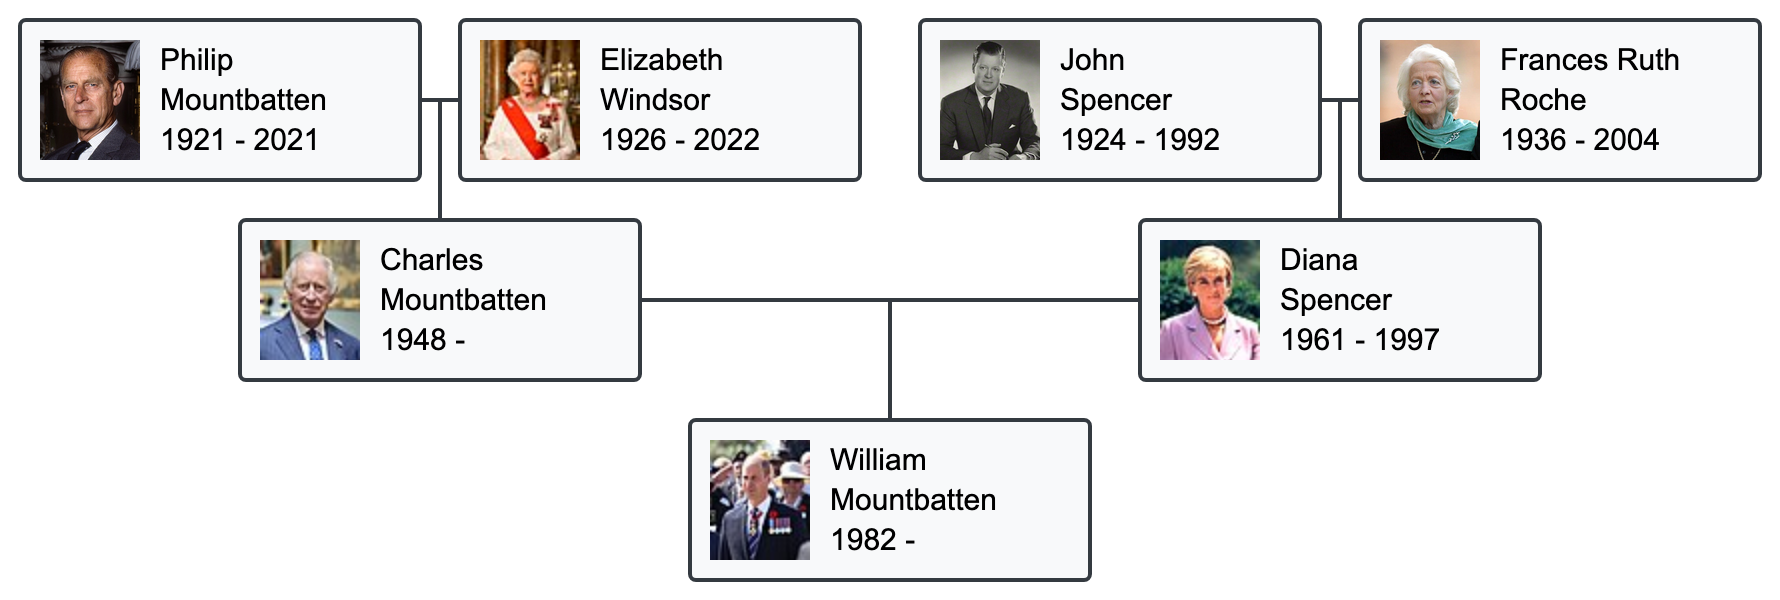 Philip
Mountbatten
1921 - 2021
Elizabeth
Windsor
1926 - 2022
John
Spencer
1924 - 1992
Frances Ruth
Roche
1936 - 2004
Charles
Mountbatten
1948 -
Diana
Spencer
1961 - 1997
William
Mountbatten
1982 -